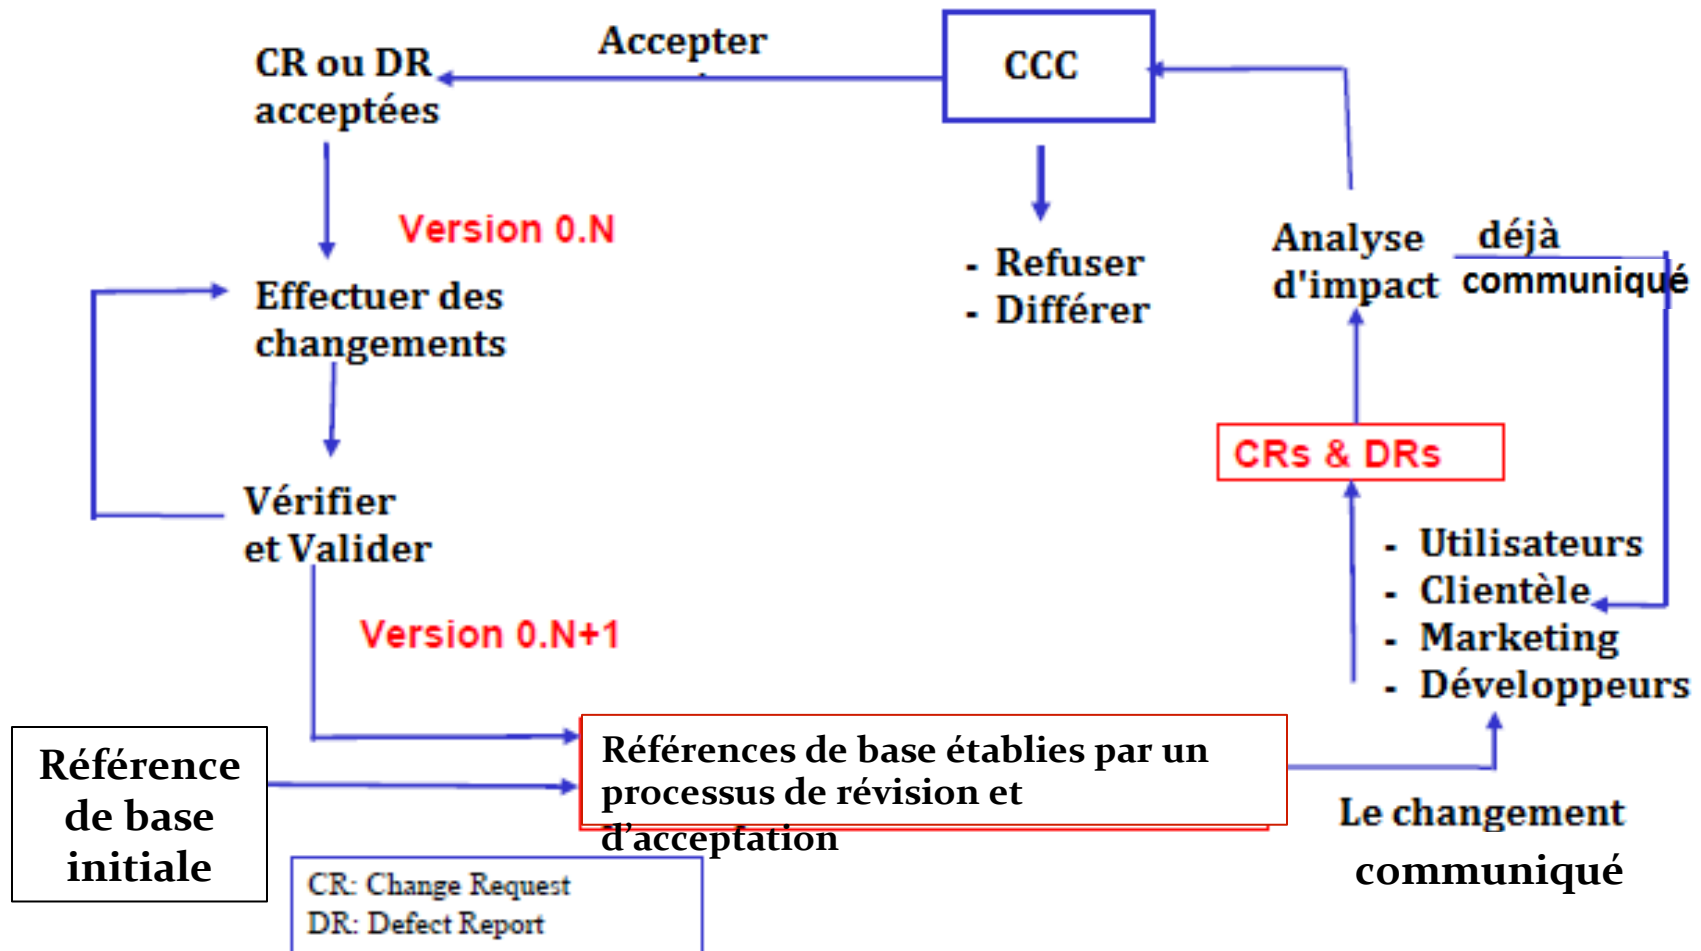 Accepter
CCC
CR ou DR
acceptées
Version 0.N
Effectuer des
changements
- Refuser
- Différer
Analyse
d'impact
déjà
communiqué
CRs & DRs
Vérifier
et Valider
- Utilisateurs
- Clientèle
- Marketing
- Développeurs
Version 0.N+1
Référence
de base
initiale
Références de base établies par un
processus de révision et
d’acceptation
Le changement
communiqué
CR: Change Request
DR: Defect Report